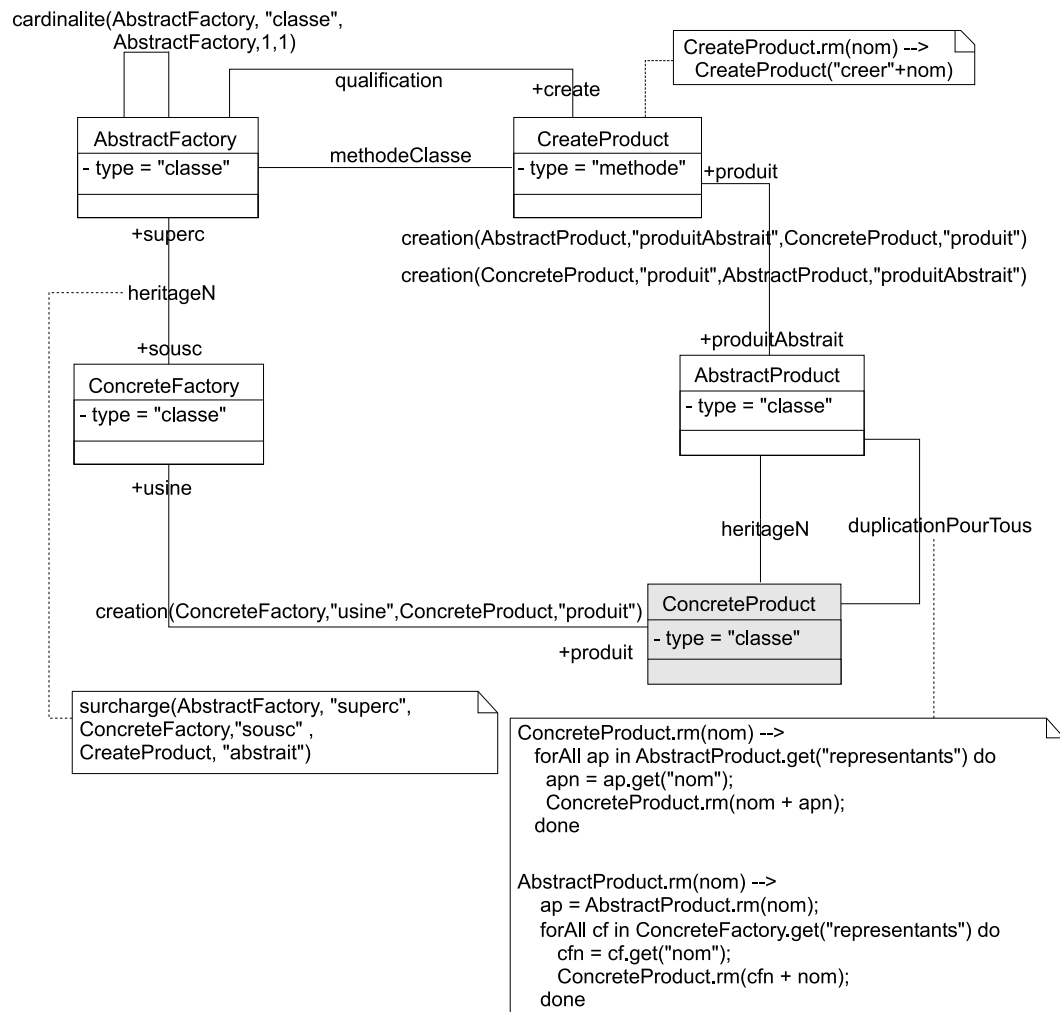 cardinalite(AbstractFactory, "classe",
AbstractFactory,1,1)
CreateProduct.rm(nom) -->
CreateProduct("creer"+nom)
qualification
+create
AbstractFactory
- type = "classe"
methodeClasse
CreateProduct
- type = "methode"
+produit
+superc
creation(AbstractProduct,"produitAbstrait",ConcreteProduct,"produit")
creation(ConcreteProduct,"produit",AbstractProduct,"produitAbstrait")
heritageN
+sousc
+produitAbstrait
ConcreteFactory
- type = "classe"
AbstractProduct
- type = "classe"
+usine
heritageN
duplicationPourTous
creation(ConcreteFactory,"usine",ConcreteProduct,"produit")
ConcreteProduct
- type = "classe"
+produit
surcharge(AbstractFactory, "superc",
ConcreteFactory,"sousc" ,
CreateProduct, "abstrait")
ConcreteProduct.rm(nom) -->
forAll ap in AbstractProduct.get("representants") do
apn = ap.get("nom");
ConcreteProduct.rm(nom + apn);
done
AbstractProduct.rm(nom) -->
ap = AbstractProduct.rm(nom);
forAll cf in ConcreteFactory.get("representants") do
cfn = cf.get("nom");
ConcreteProduct.rm(cfn + nom);
done